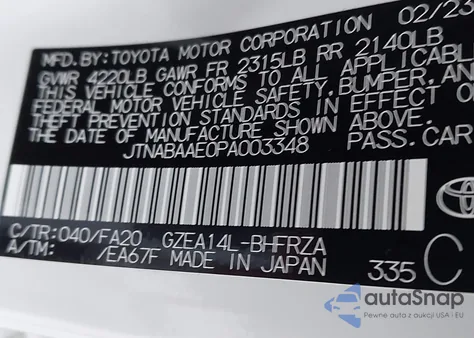 MFD.BY:TOYOTA MOTOR CORPORATION 02/23
GVWR 4220LB GAWR FR 2315LB RR 2140LB
THIS VEHICLE CONFORMS TO ALL APPLICABLE
FEDERAL MOTOR VEHICLE SAFETY,BUMPER, AND
THEFT PREVENTION STANDARDS IN EFFECT ON
THE DATE OF MANUFACTURE SHOWN ABOVE.
JTNABAAE0PA003348 PASS.CAR
C/TR:040/FA20 GZEA14L-BHFRZA
A/TM: /EA67F MADE IN JAPAN 335 C
autoSnap
Pewne auta z aukcji USA i EU